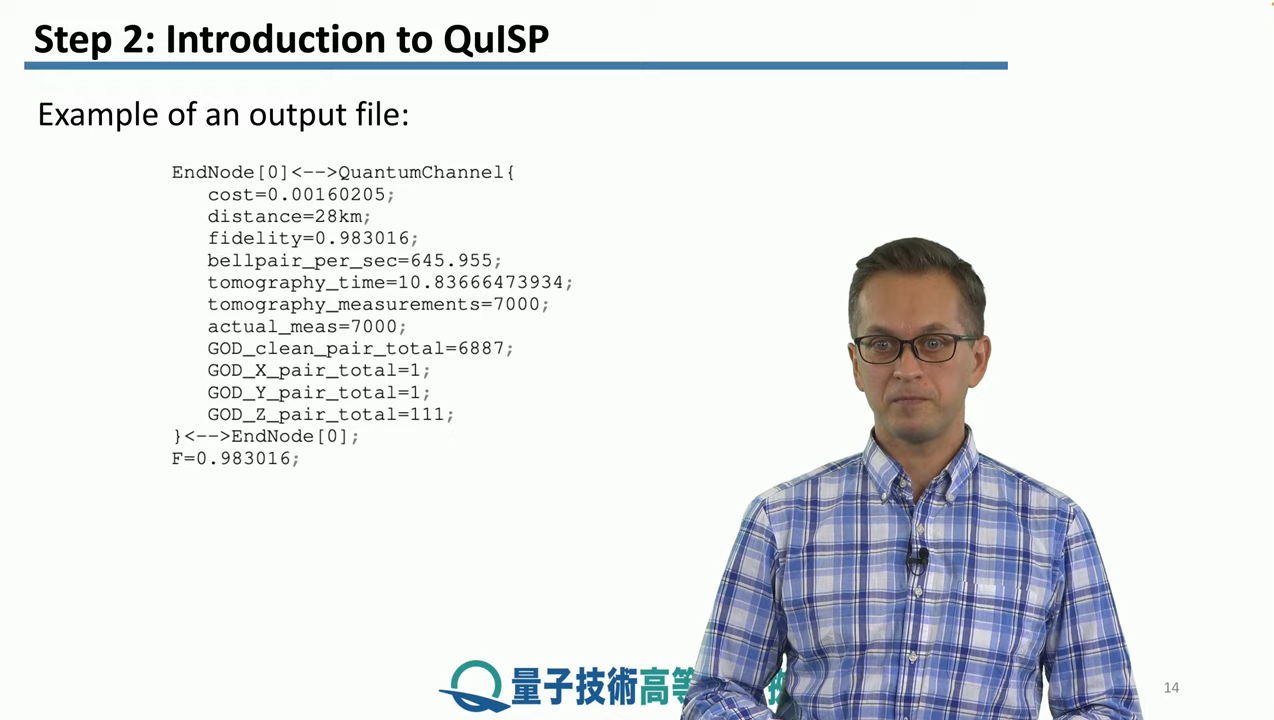 Step 2: Introduction to QuISP
Example of an output file:
EndNode[0]<-->QuantumChannel{
cost=0.00160205;
distance=28km;
fidelity=0.983016;
bellpair_per_sec=645.955;
tomography_time=10.83666473934;
tomography_measurements=7000;
actual_meas=7000;
GOD_clean_pair_total=6887;
GOD_X_pair_total=1;
GOD_Y_pair_total=1;
GOD_Z_pair_total=111;
}<-->EndNode[0];
F=0.983016;
量子技術高等
14